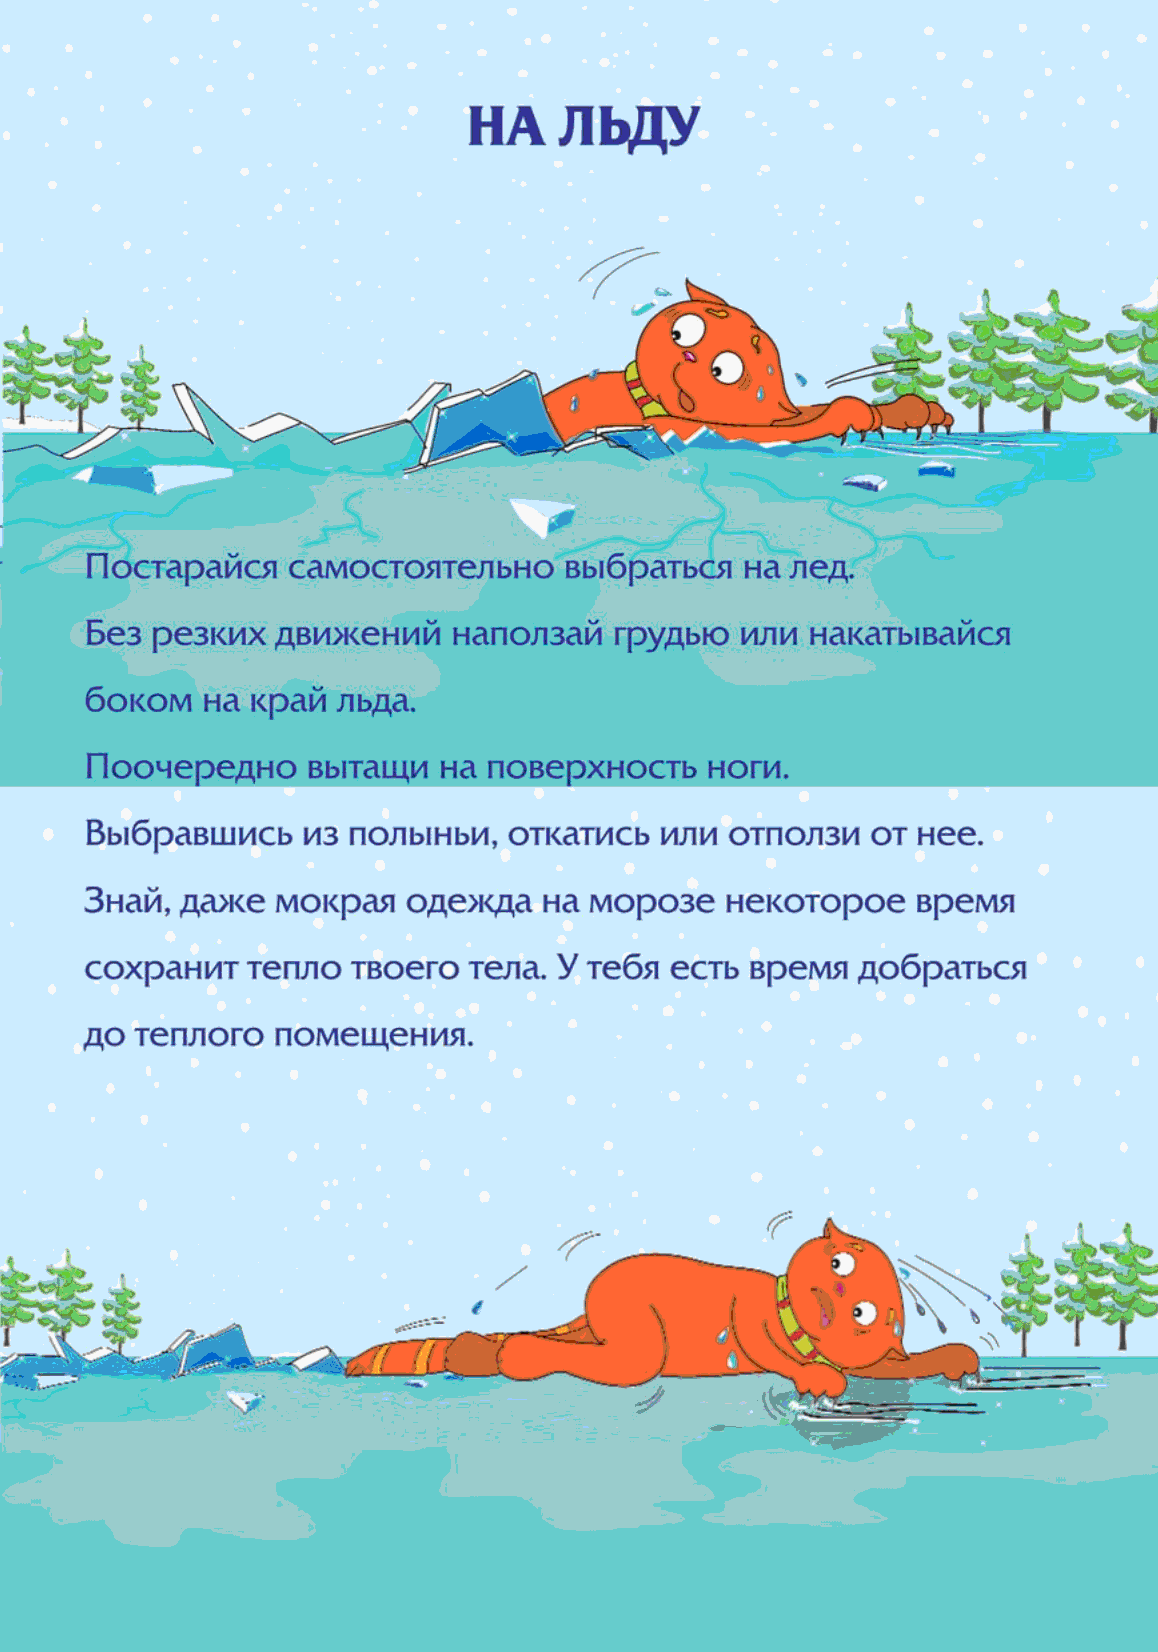 НА ЛЬДУ
Постарайся самостоятельно выбраться на лед.
Без резких движений наползай грудью или накатывайся
боком на край льда.
Поочередно вытащи на поверхность ноги.
Выбравшись из полыньи, откатись или отползи от нее.
Знай, даже мокрая одежда на морозе некоторое время
сохранит тепло твоего тела. У тебя есть время добраться
до теплого помещения.